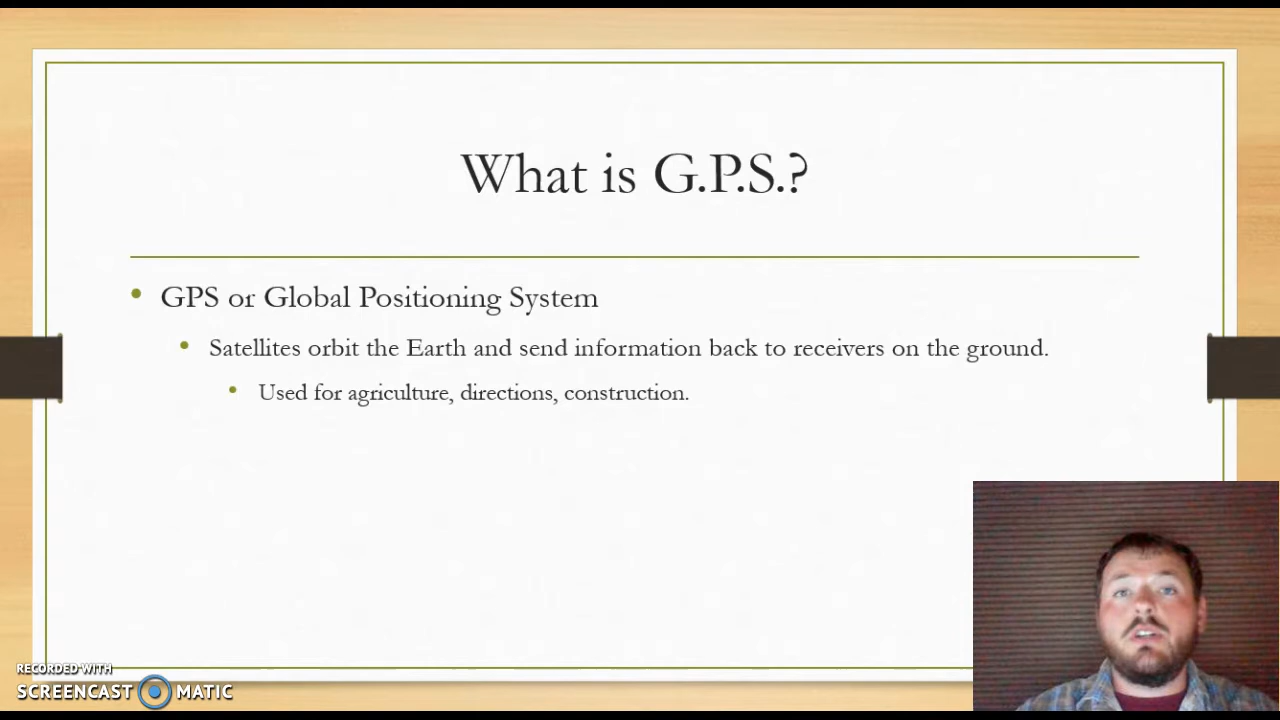 What is G.P.S.?
GPS or Global Positioning System
Satellites orbit the Earth and send information back to receivers on the ground.
Used for agriculture, directions, construction.
RECORDED WITH
SCREENCAST MATIC